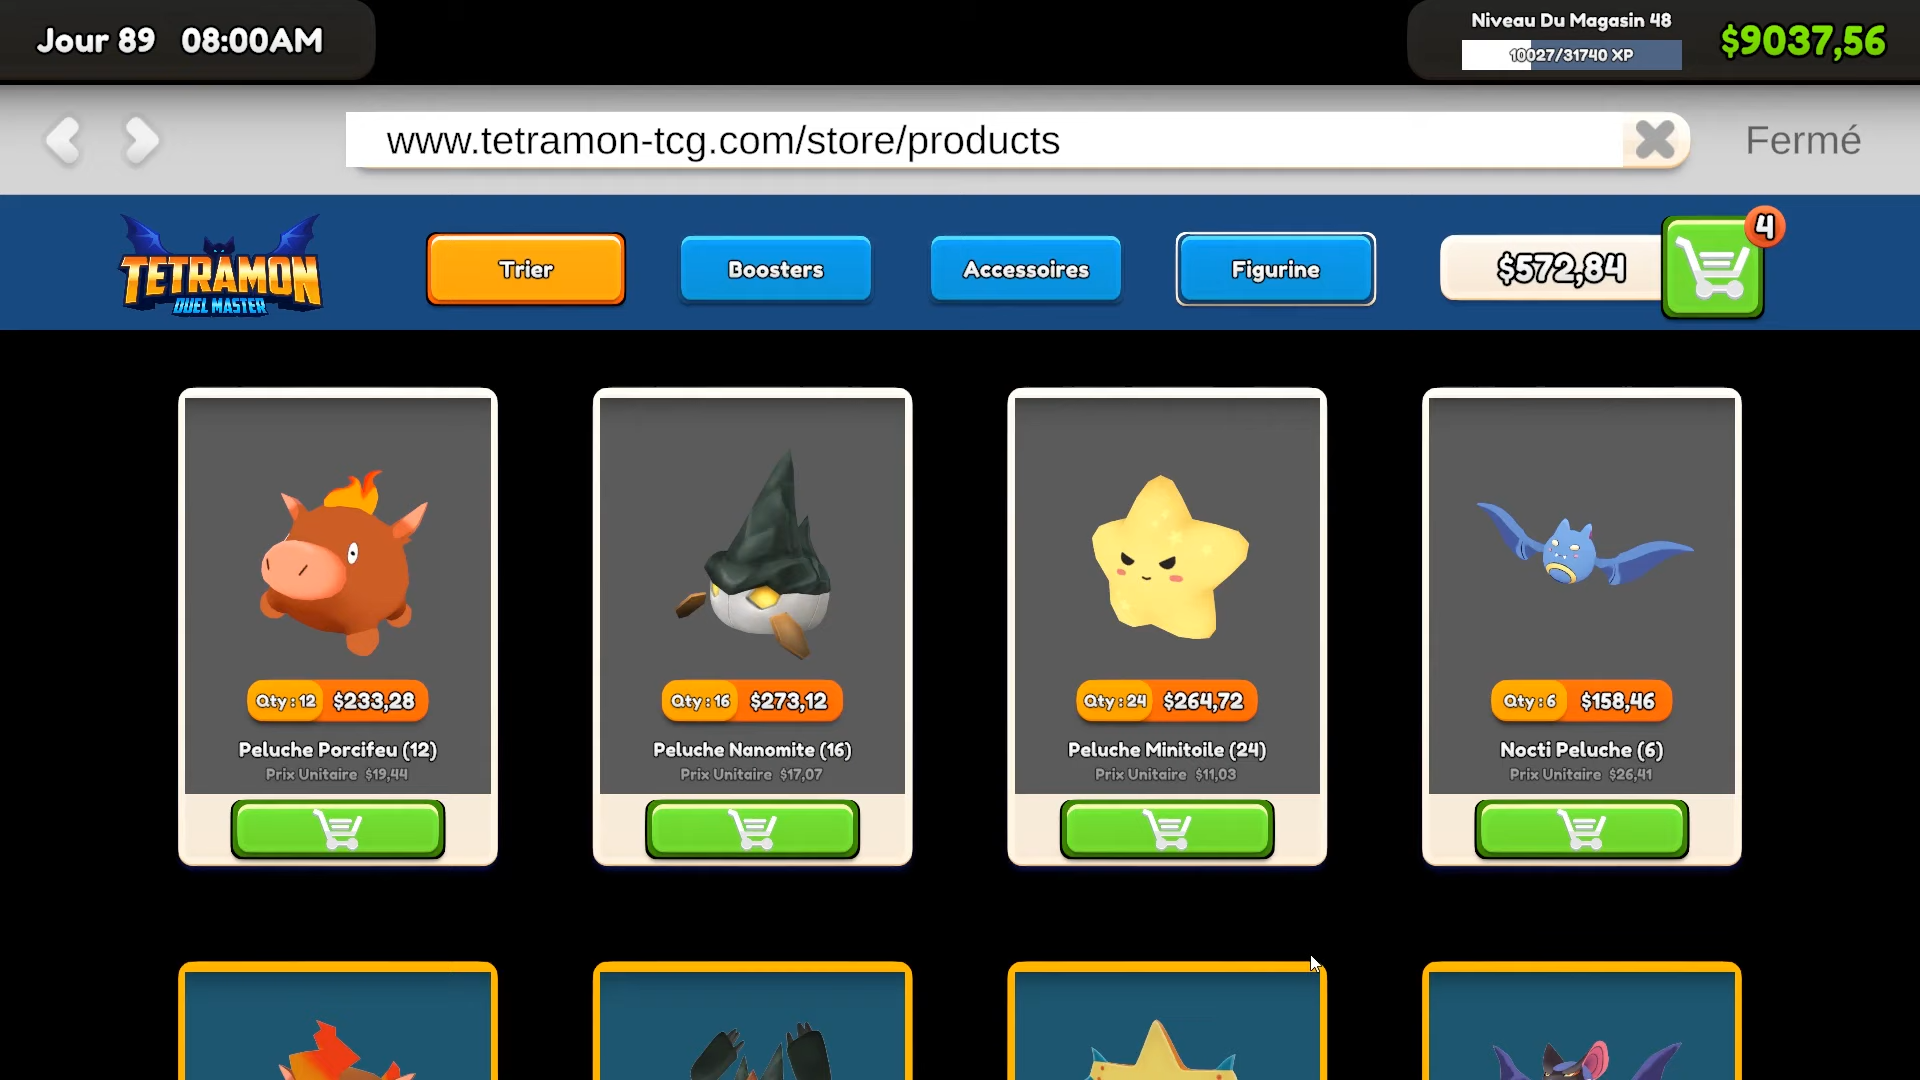 Jour 89 08:00AM
Niveau Du Magasin 48
10027/31740 XP
$9037,56
www.tetramon-tcg.com/store/products
Fermé
TETRAMON
DUEL MASTER
Trier
Boosters
Accessoires
Figurine
$572,84
4
Qty : 12 $233,28
Peluche Porcifeu (12)
Prix Unitaire $19,44
Qty : 16 $273,12
Peluche Nanomite (16)
Prix Unitaire $17,07
Qty : 24 $264,72
Peluche Minitoile (24)
Prix Unitaire $11,03
Qty : 6 $158,46
Nocti Peluche (6)
Prix Unitaire $26,41